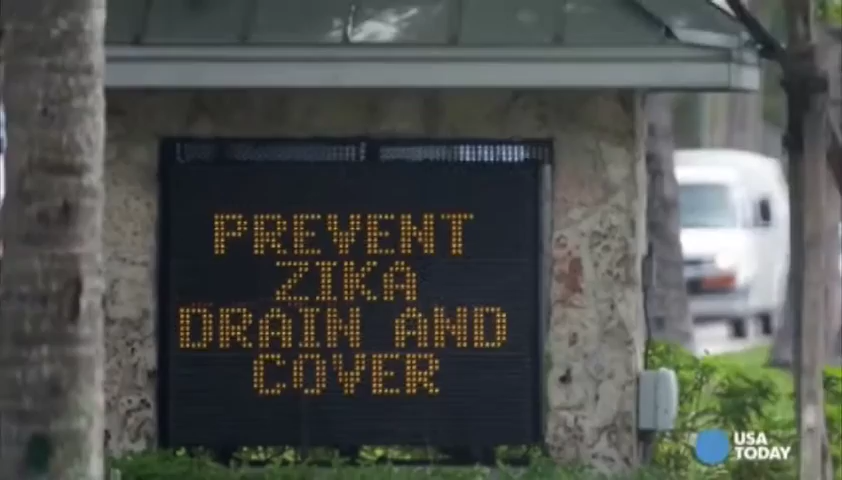 PREVENT
ZIKA
DRAIN AND
COVER
USA
TODAY